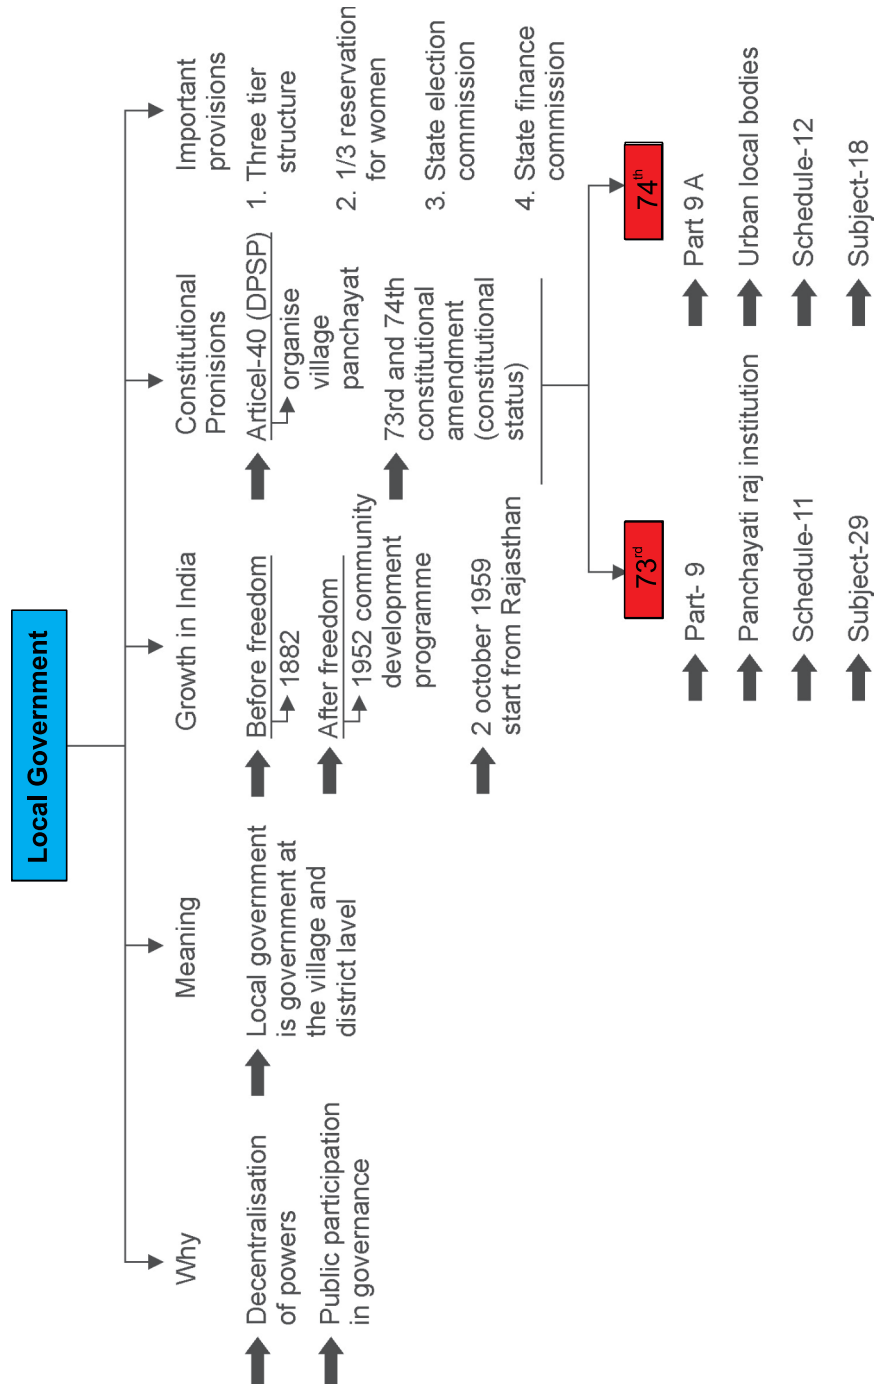 Local Government
Why
Decentralisation
of powers
Public participation
in governance
Meaning
Local government
is government at
the village and
district level
Growth in India
Before freedom
1882
After freedom
1952 community
development
programme
2 october 1959
start from Rajasthan
Constitutional
Pronisions
Articel-40 (DPSP)
organise
village
panchayat
73rd and 74th
constitutional
amendment
(constitutional
status)
Important
provisions
1. Three tier
structure
2. 1/3 reservation
for women
3. State election
commission
4. State finance
commission
73rd
Part- 9
Panchayati raj institution
Schedule-11
Subject-29
74th
Part 9 A
Urban local bodies
Schedule-12
Subject-18